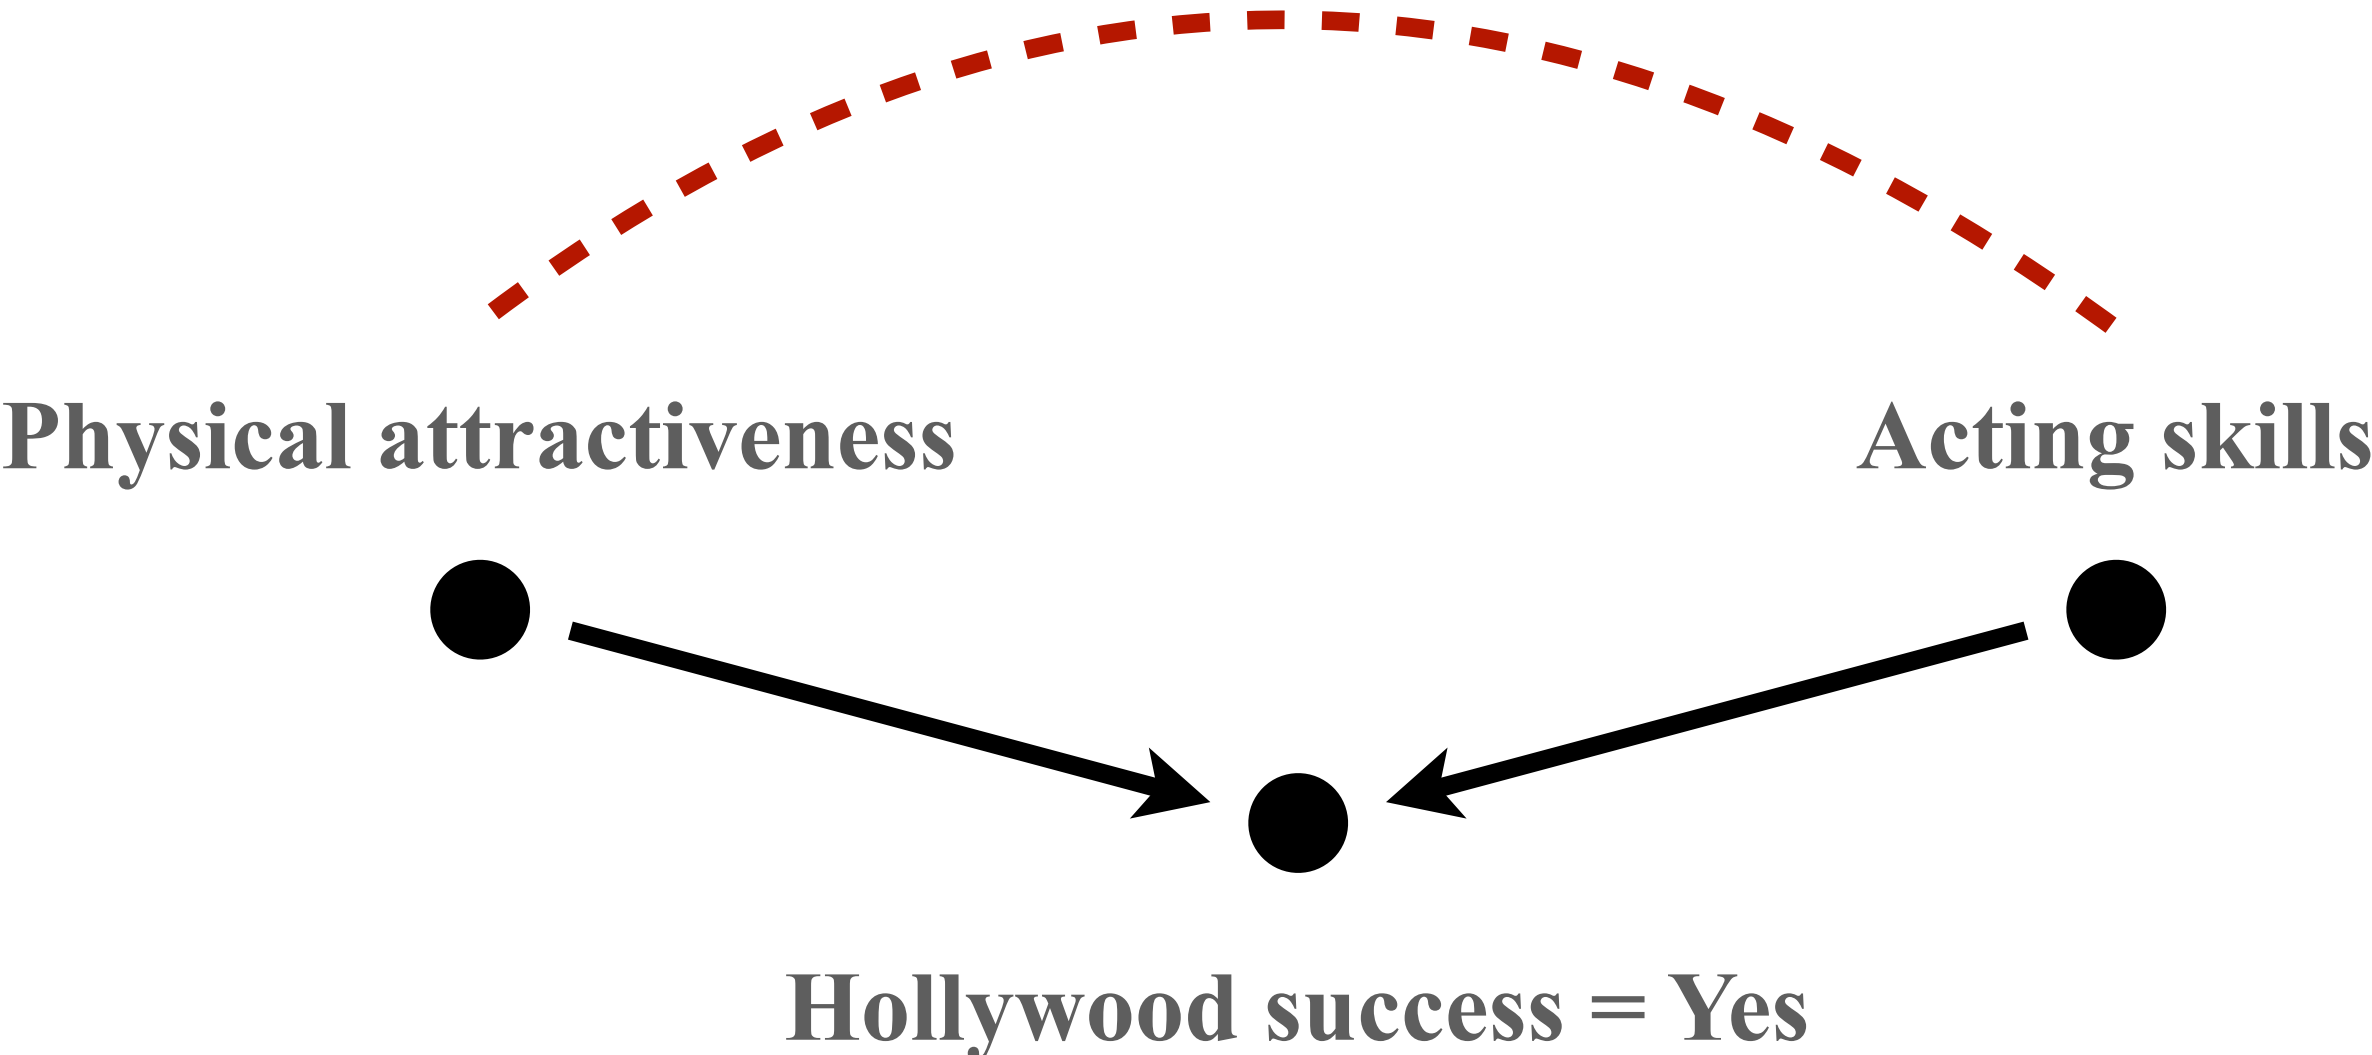 Physical attractiveness
Acting skills
Hollywood success = Yes